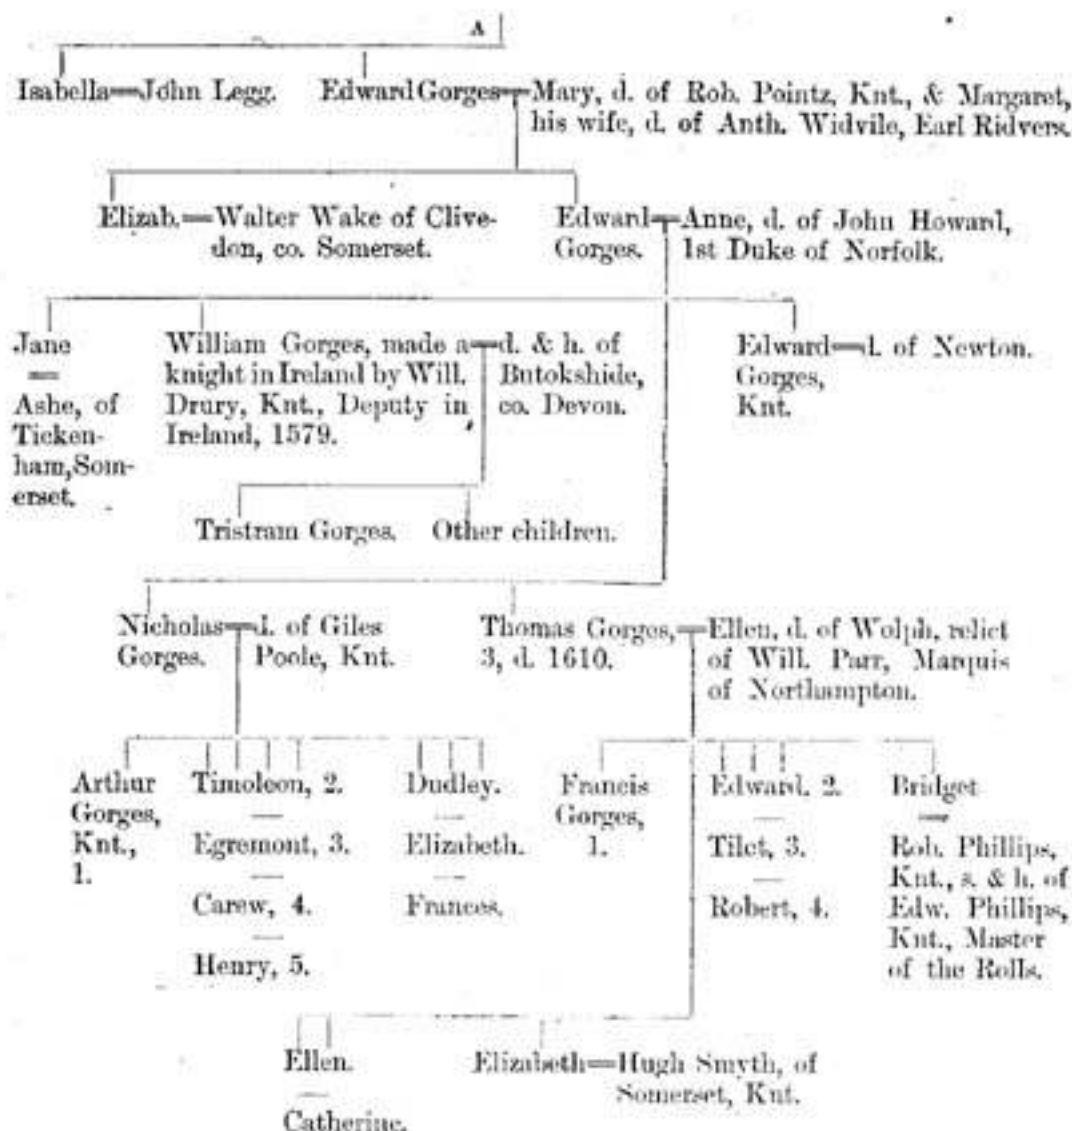 A
Isabella=John Legg.
Edward Gorges=Mary, d. of Rob. Pointz, Knt., & Margaret,
his wife, d. of Anth. Widvile, Earl Ridvers.
Elizab.=Walter Wake of Clive-
don, co. Somerset.
Edward=Anne, d. of John Howard,
Gorges. 1st Duke of Norfolk.
Jane
=
Ashe, of
Ticken-
ham, Som-
erset.
William Gorges, made a=d. & h. of
knight in Ireland by Will. Butokshide,
Drury, Knt., Deputy in co. Devon.
Ireland, 1579.
Edward=d. of Newton.
Gorges,
Knt.
Tristram Gorges. Other children.
Nicholas=d. of Giles
Gorges. Poole, Knt.
Thomas Gorges,=Ellen, d. of Wolph, relict
3, d. 1610. of Will. Parr, Marquis
of Northampton.
Arthur
Gorges,
Knt.,
1.
Timoleon, 2.
—
Egremont, 3.
—
Carew, 4.
—
Henry, 5.
Dudley.
—
Elizabeth.
—
Frances.
Francis
Gorges,
1.
Edward. 2.
—
Tilet, 3.
—
Robert, 4.
Bridget
=
Rob. Phillips,
Knt., s. & h. of
Edw. Phillips,
Knt., Master
of the Rolls.
Ellen.
—
Catherine.
Elizabeth=Hugh Smyth, of
Somerset, Knt.